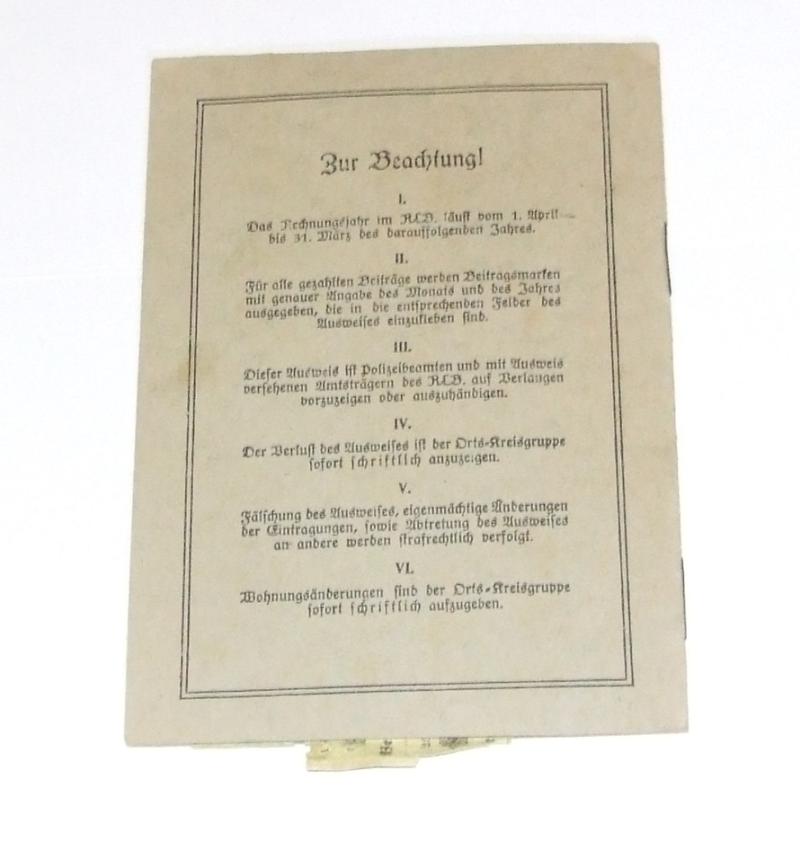 Zur Beachtung!
I.
Das Rechnungsjahr im RLB. läuft vom 1. April
bis 31. März des darauffolgenden Jahres.
II.
Für alle gezahlten Beiträge werden Beitragsmarken
mit genauer Angabe des Monats und des Jahres
ausgegeben, die in die entsprechenden Felder des
Ausweises einzukleben sind.
III.
Dieser Ausweis ist Polizeibeamten und mit Ausweis
versehenen Amtsträgern des RLB. auf Verlangen
vorzuzeigen oder auszuhändigen.
IV.
Der Verlust des Ausweises ist der Orts-Kreisgruppe
sofort schriftlich anzuzeigen.
V.
Fälschung des Ausweises, eigenmächtige Änderungen
der Eintragungen, sowie Abtretung des Ausweises
an andere werden strafrechtlich verfolgt.
VI.
Wohnungsänderungen sind der Orts-Kreisgruppe
sofort schriftlich aufzugeben.